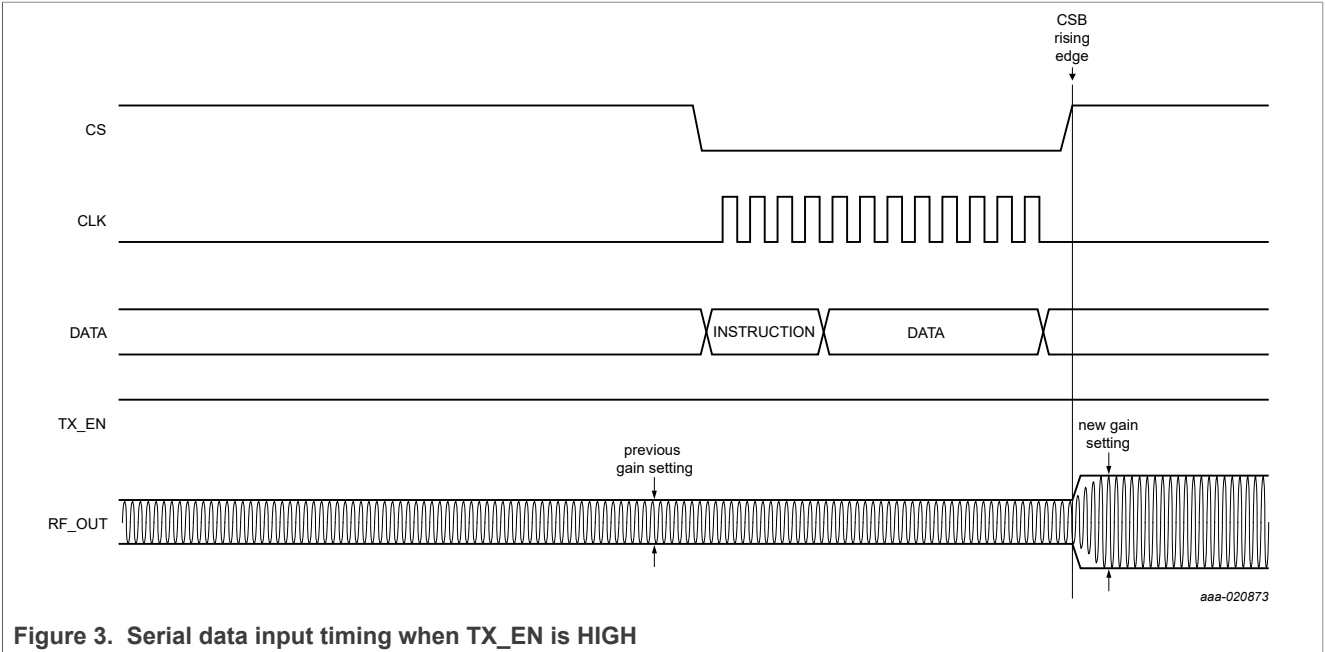 CSB
rising
edge
CS
CLK
DATA
INSTRUCTION
DATA
TX_EN
new gain
setting
previous
gain setting
RF_OUT
aaa-020873
Figure 3. Serial data input timing when TX_EN is HIGH